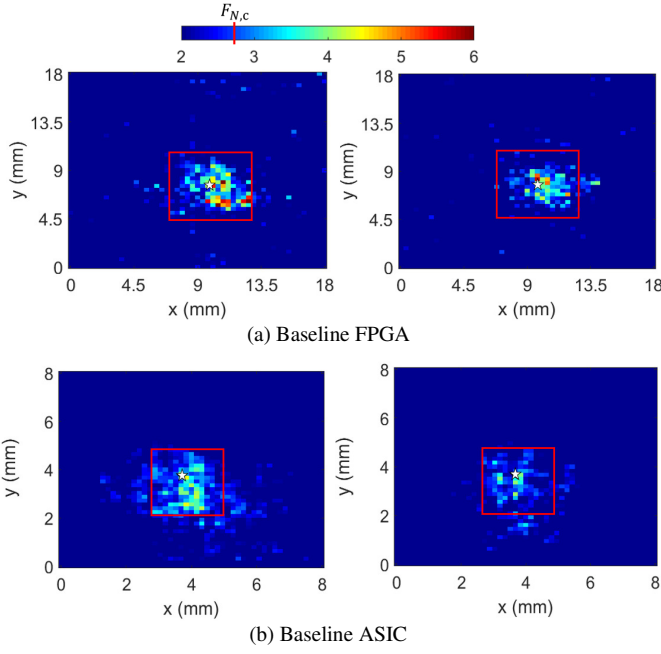 F_{N,c}
2 3 4 5 6
18 18
13.5 13.5
y (mm) y (mm)
9 9
4.5 4.5
0 0
0 4.5 9 13.5 18 0 4.5 9 13.5 18
x (mm) x (mm)
(a) Baseline FPGA
8 8
6 6
y (mm) y (mm)
4 4
2 2
0 0
0 2 4 6 8 0 2 4 6 8
x (mm) x (mm)
(b) Baseline ASIC